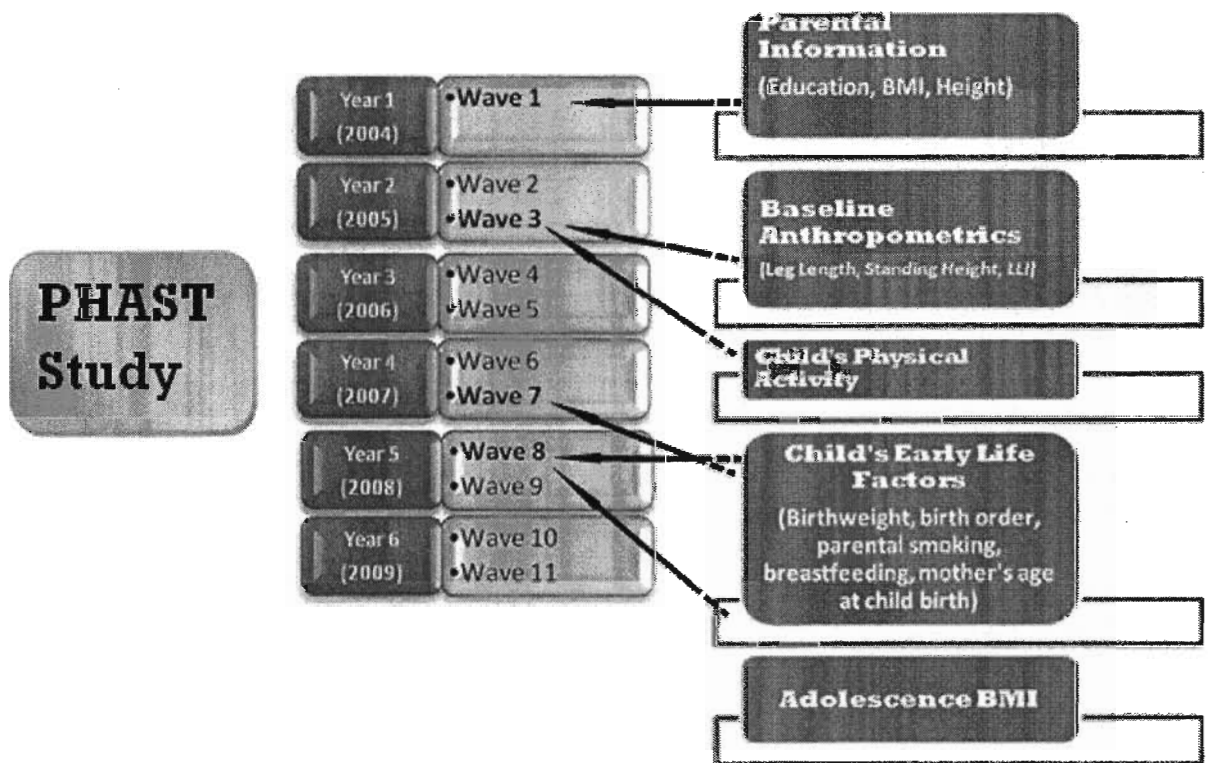 PHAST
Study
Year 1
(2004)
•Wave 1
Year 2
(2005)
•Wave 2
•Wave 3
Year 3
(2006)
•Wave 4
•Wave 5
Year 4
(2007)
•Wave 6
•Wave 7
Year 5
(2008)
•Wave 8
•Wave 9
Year 6
(2009)
•Wave 10
•Wave 11
Parental
Information
(Education, BMI, Height)
Baseline
Anthropometrics
(Leg Length, Standing Height, LLI)
Child's Physical
Activity
Child's Early Life
Factors
(Birthweight, birth order,
parental smoking,
breastfeeding, mother's age
at child birth)
Adolescence BMI